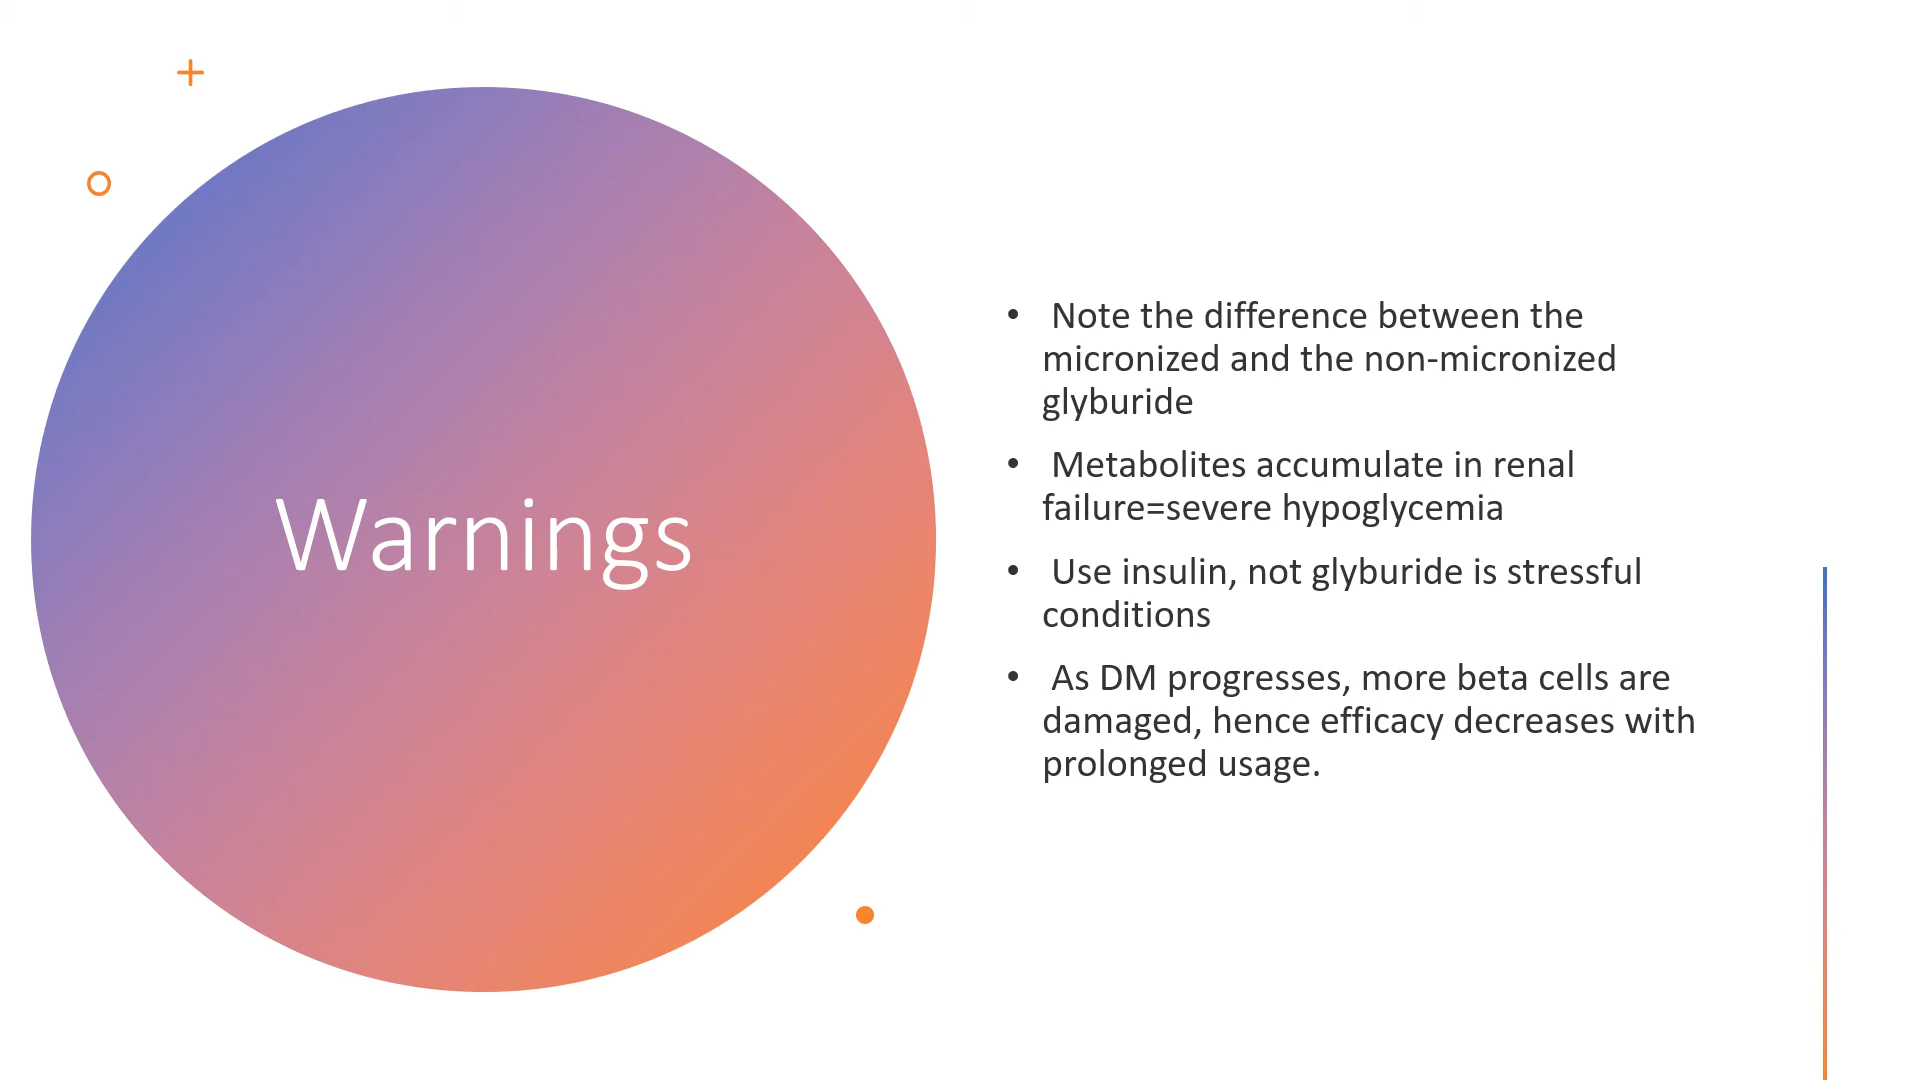 Warnings
• Note the difference between the
micronized and the non-micronized
glyburide
• Metabolites accumulate in renal
failure=severe hypoglycemia
• Use insulin, not glyburide is stressful
conditions
• As DM progresses, more beta cells are
damaged, hence efficacy decreases with
prolonged usage.